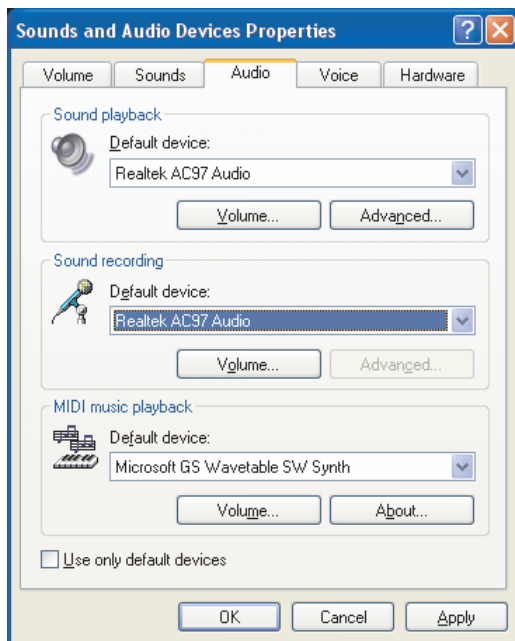 Sounds and Audio Devices Properties
Volume Sounds Audio Voice Hardware
Sound playback
Default device:
Realtek AC97 Audio
Volume... Advanced...
Sound recording
Default device:
Realtek AC97 Audio
Volume... Advanced...
MIDI music playback
Default device:
Microsoft GS Wavetable SW Synth
Volume... About...
Use only default devices
OK Cancel Apply